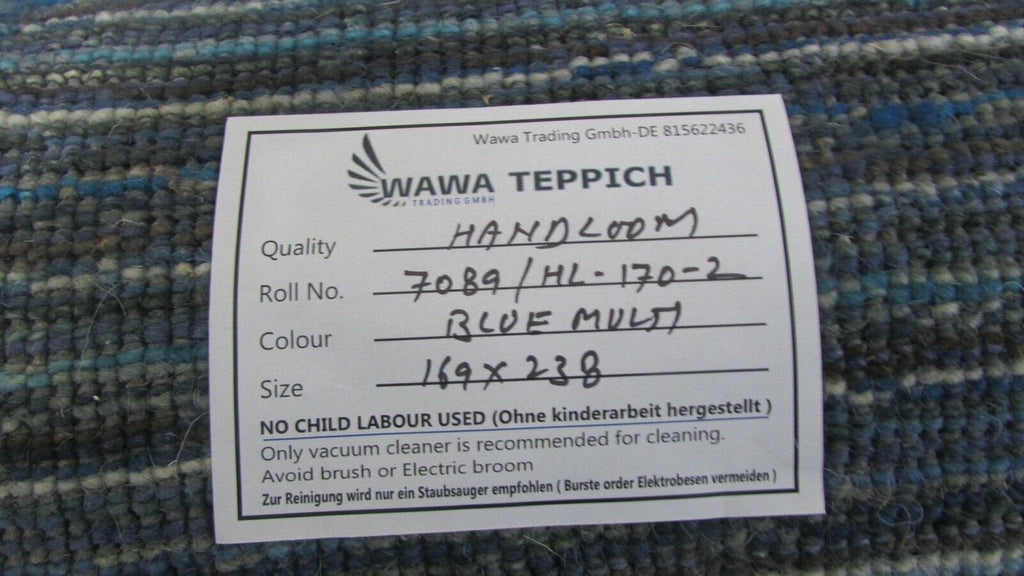 Wawa Trading Gmbh-DE 815622436
WAWA TEPPICH
TRADING GMBH
Quality HANDLOOM
Roll No. 7089/HL-170-2
Colour BLUE MULTI
Size 169x238
NO CHILD LABOUR USED (Ohne kinderarbeit hergestellt )
Only vacuum cleaner is recommended for cleaning.
Avoid brush or Electric broom
Zur Reinigung wird nur ein Staubsauger empfohlen ( Burste order Elektrobesen vermeiden )